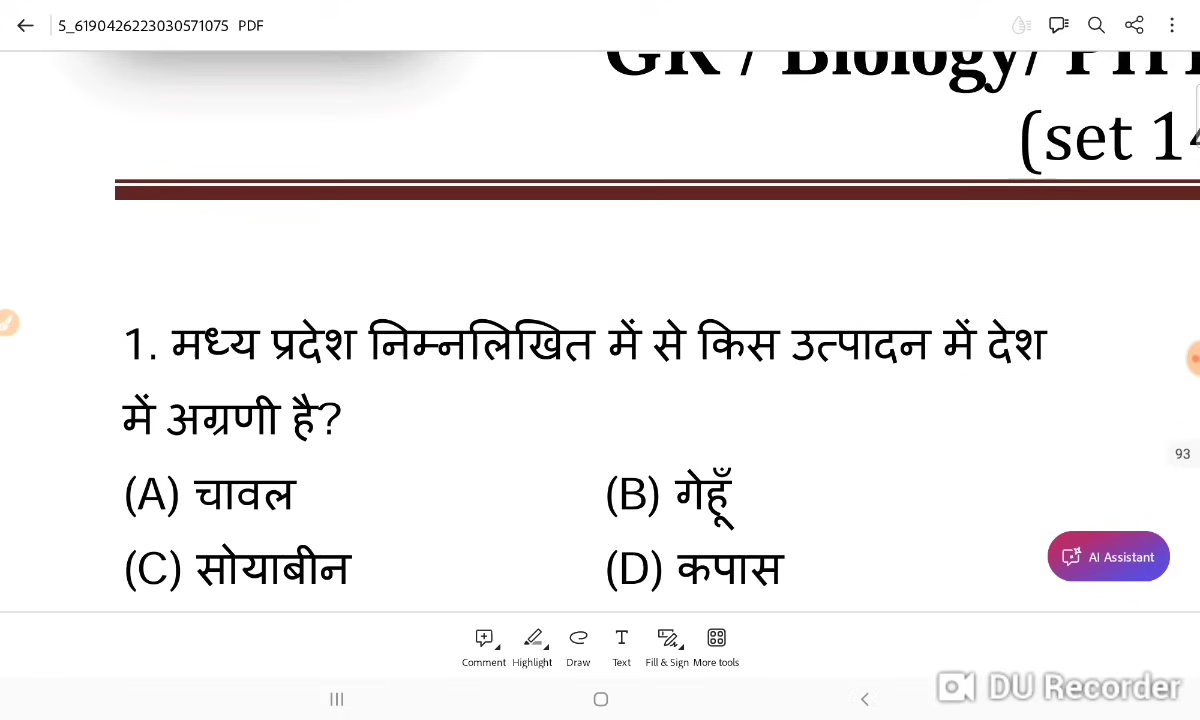 5_6190426223030571075 PDF
GK / Biology/
(set 14
1. मध्य प्रदेश निम्नलिखित में से किस उत्पादन में देश
में अग्रणी है?
(A) चावल (B) गेहूँ
(C) सोयाबीन (D) कपास
93
AI Assistant
Comment Highlight Draw Text Fill & Sign More tools
DU Recorder